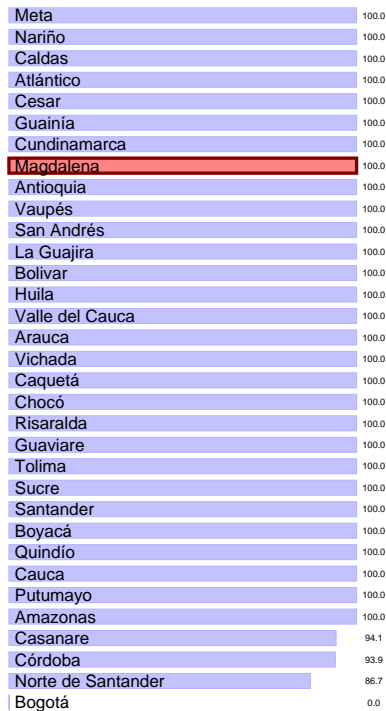 Meta 100.0
Nariño 100.0
Caldas 100.0
Atlántico 100.0
Cesar 100.0
Guainía 100.0
Cundinamarca 100.0
Magdalena 100.0
Antioquia 100.0
Vaupés 100.0
San Andrés 100.0
La Guajira 100.0
Bolivar 100.0
Huila 100.0
Valle del Cauca 100.0
Arauca 100.0
Vichada 100.0
Caquetá 100.0
Chocó 100.0
Risaralda 100.0
Guaviare 100.0
Tolima 100.0
Sucre 100.0
Santander 100.0
Boyacá 100.0
Quindío 100.0
Cauca 100.0
Putumayo 100.0
Amazonas 100.0
Casanare 94.1
Córdoba 93.9
Norte de Santander 86.7
Bogotá 0.0